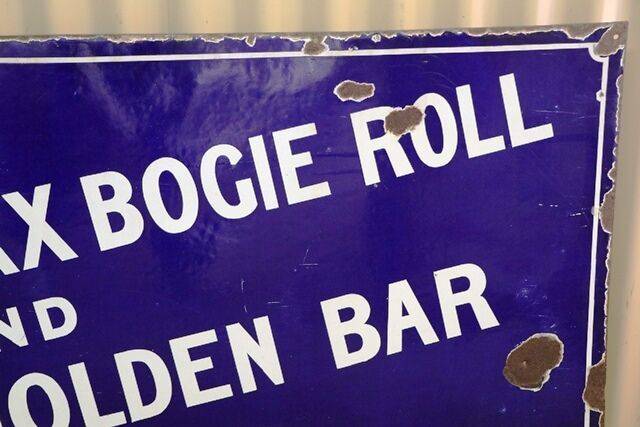 AX BOGIE ROLL
ND
OLDEN BAR